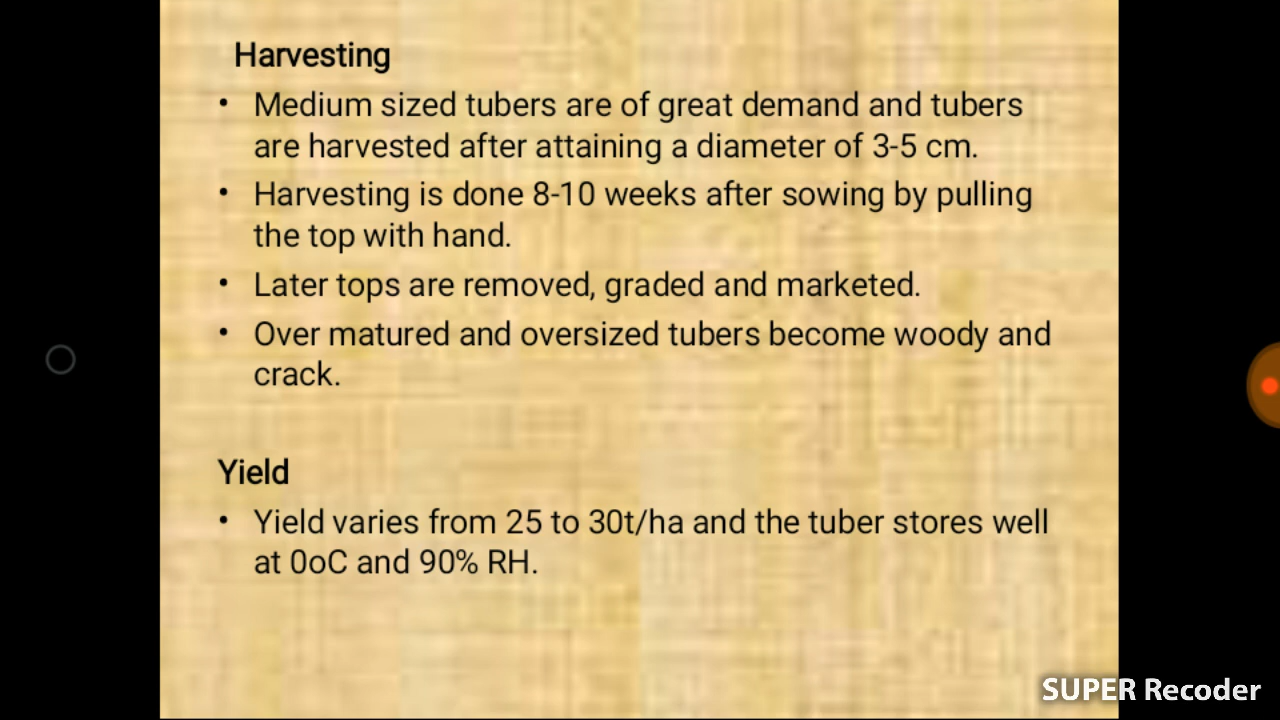 Harvesting
• Medium sized tubers are of great demand and tubers
are harvested after attaining a diameter of 3-5 cm.
• Harvesting is done 8-10 weeks after sowing by pulling
the top with hand.
• Later tops are removed, graded and marketed.
• Over matured and oversized tubers become woody and
crack.
Yield
• Yield varies from 25 to 30t/ha and the tuber stores well
at 0oC and 90% RH.
SUPER Recoder